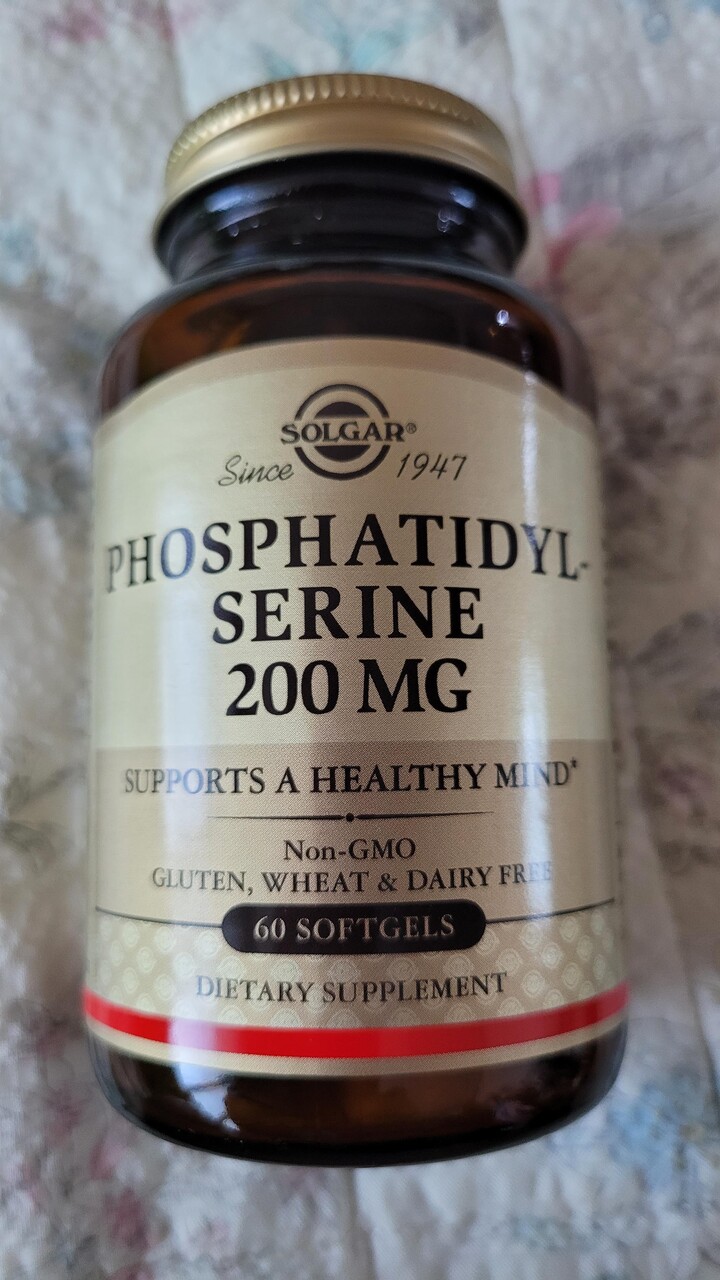 SOLGAR®
Since 1947
PHOSPHATIDYL-
SERINE
200 MG
SUPPORTS A HEALTHY MIND*
Non-GMO
GLUTEN, WHEAT & DAIRY FREE
60 SOFTGELS
DIETARY SUPPLEMENT